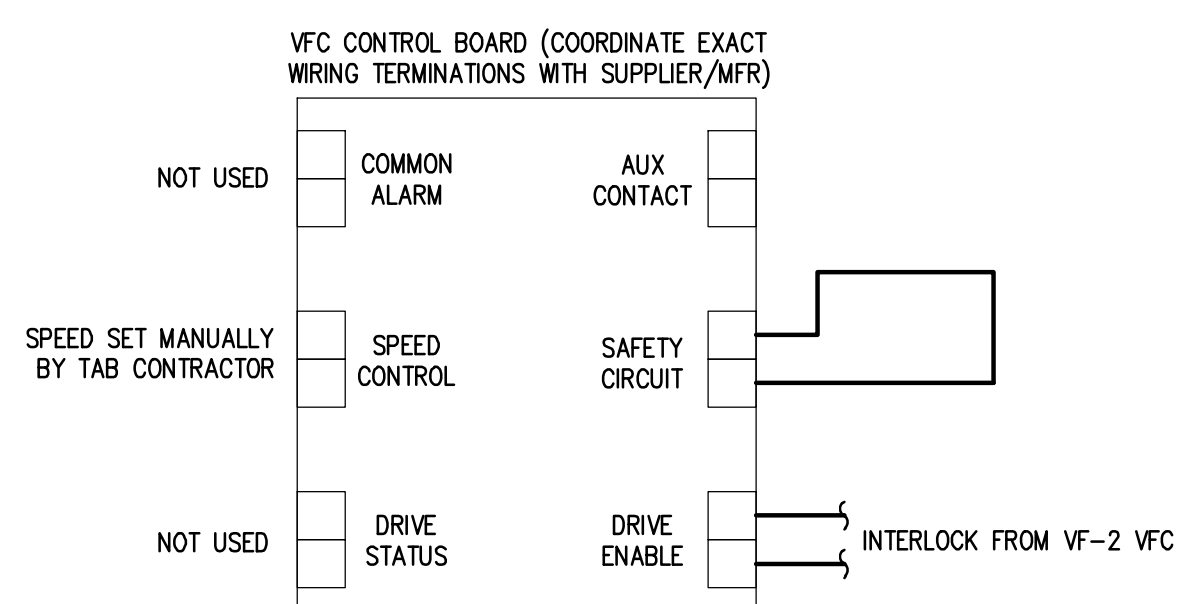 VFC CONTROL BOARD (COORDINATE EXACT
WIRING TERMINATIONS WITH SUPPLIER/MFR)
NOT USED
COMMON
ALARM
AUX
CONTACT
SPEED SET MANUALLY
BY TAB CONTRACTOR
SPEED
CONTROL
SAFETY
CIRCUIT
NOT USED
DRIVE
STATUS
DRIVE
ENABLE
INTERLOCK FROM VF-2 VFC